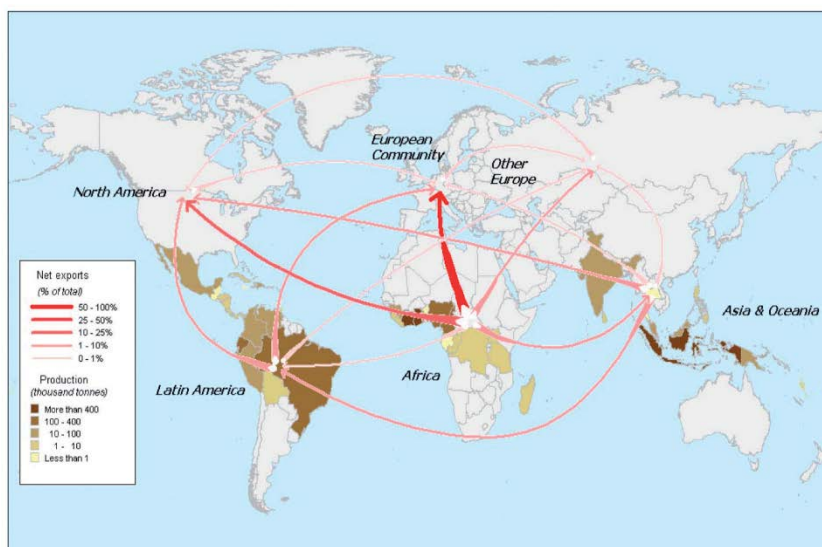 European
Community
Other
Europe
North America
Asia & Oceania
Africa
Latin America
Net exports
(% of total)
50 - 100%
25 - 50%
10 - 25%
1 - 10%
0 - 1%
Production
(thousand tonnes)
More than 400
100 - 400
10 - 100
1 - 10
Less than 1